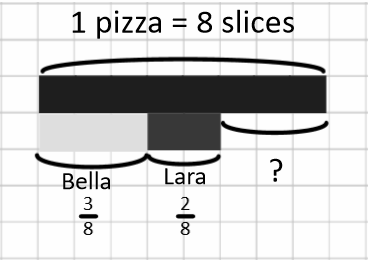 1 pizza = 8 slices
Bella
3/8
Lara
2/8
?